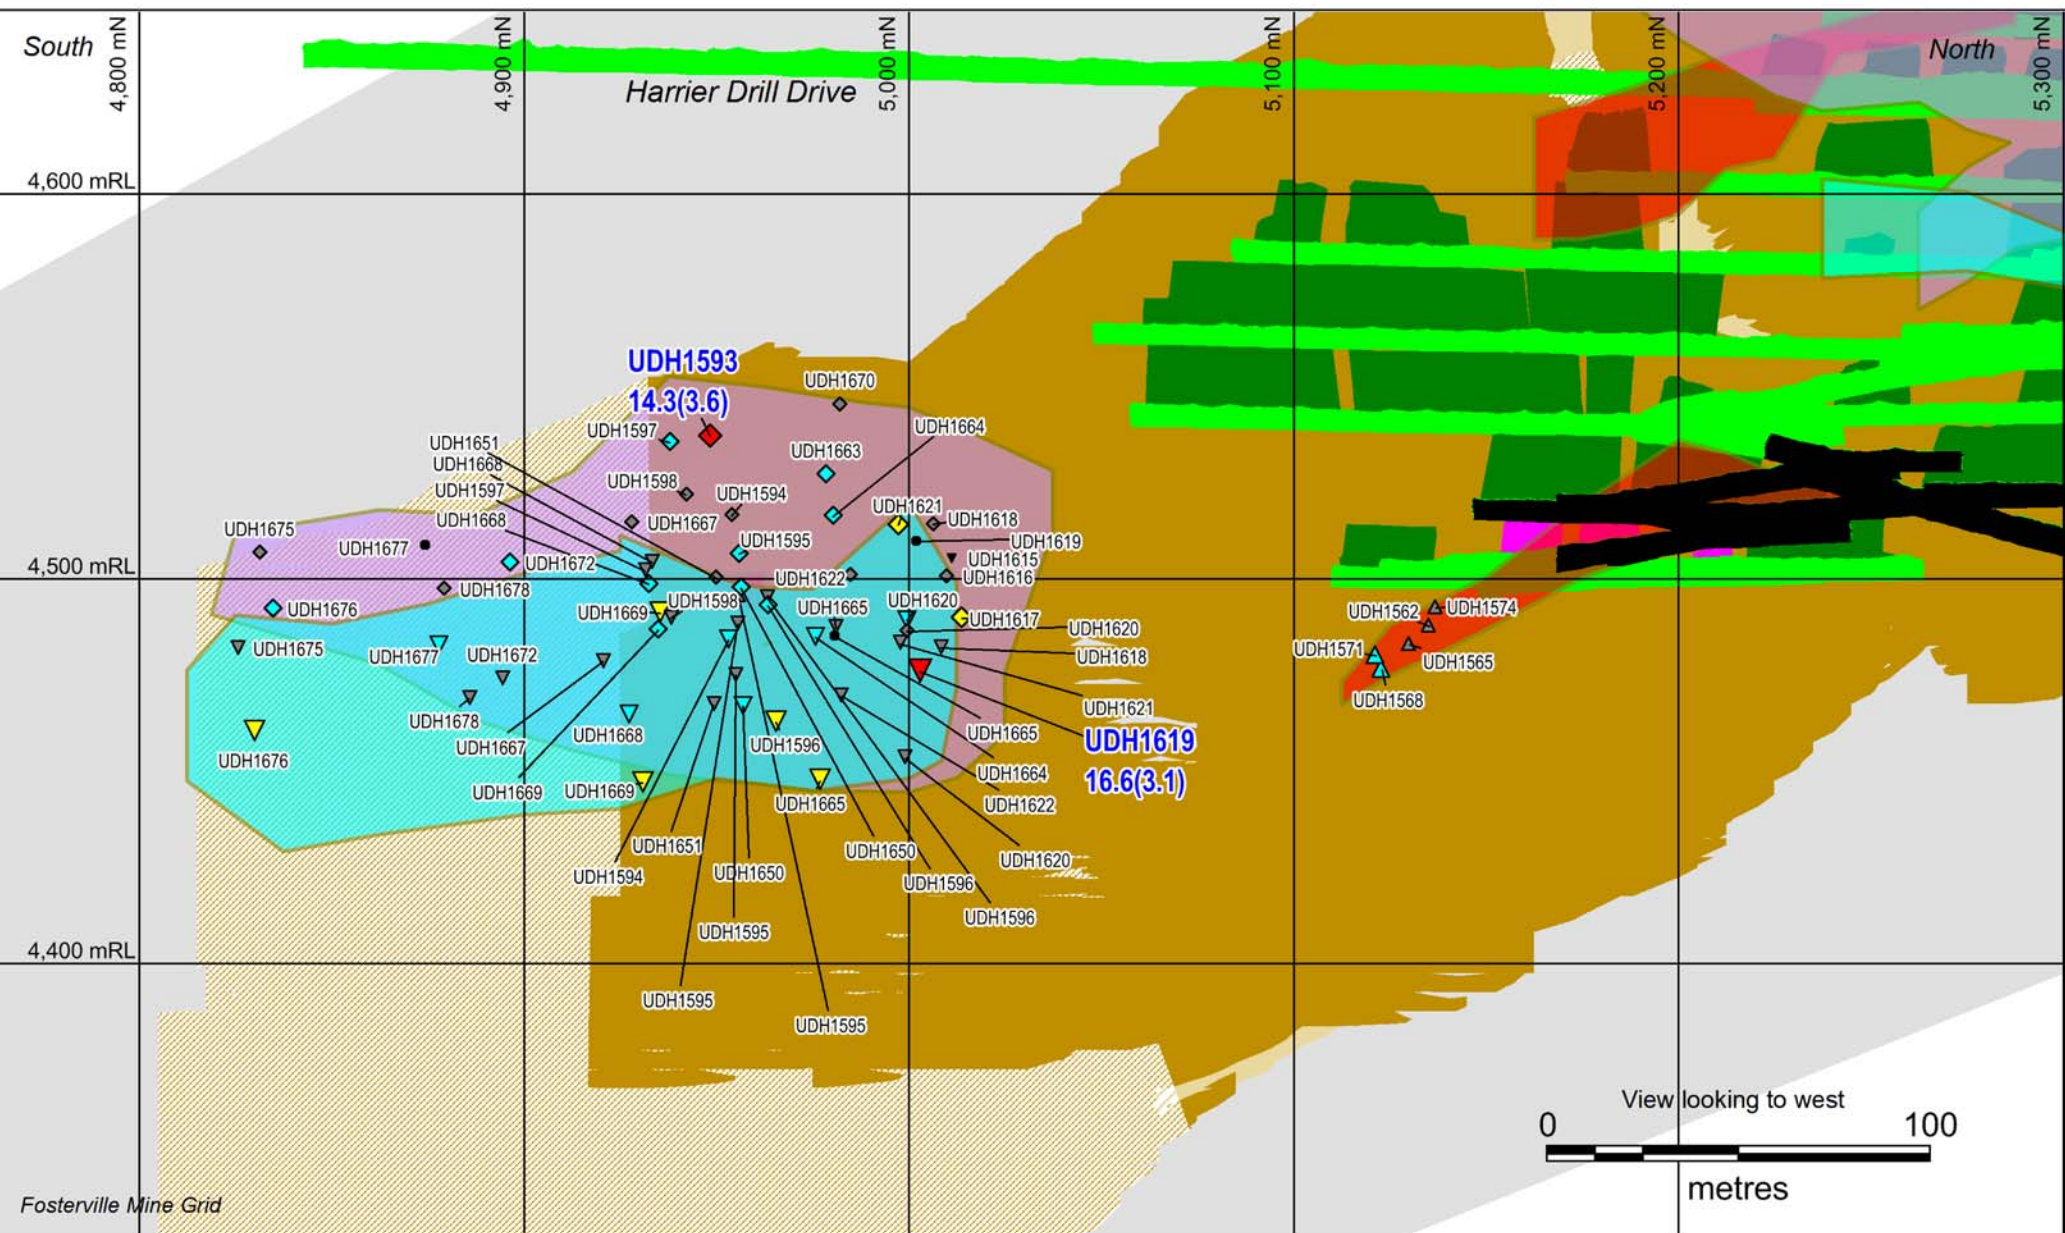 South
4,800 mN
4,900 mN
5,000 mN
5,100 mN
5,200 mN
5,300 mN
North
Harrier Drill Drive
4,600 mRL
UDH1593
14.3(3.6)
UDH1670
UDH1597
UDH1664
UDH1651
UDH1663
UDH1668
UDH1598
UDH1597
UDH1594
UDH1621
UDH1668
UDH1667
UDH1618
UDH1675
UDH1677
UDH1595
UDH1619
UDH1672
UDH1615
4,500 mRL
UDH1622
UDH1616
UDH1678
UDH1676
UDH1669
UDH1598
UDH1665
UDH1620
UDH1617
UDH1562
UDH1574
UDH1620
UDH1675
UDH1677
UDH1672
UDH1618
UDH1571
UDH1565
UDH1568
UDH1678
UDH1621
UDH1667
UDH1668
UDH1596
UDH1665
UDH1619
16.6(3.1)
UDH1676
UDH1664
UDH1669
UDH1669
UDH1665
UDH1622
UDH1651
UDH1650
UDH1620
UDH1594
UDH1650
UDH1596
UDH1596
UDH1595
4,400 mRL
UDH1595
UDH1595
View looking to west
0
100
metres
Fosterville Mine Grid